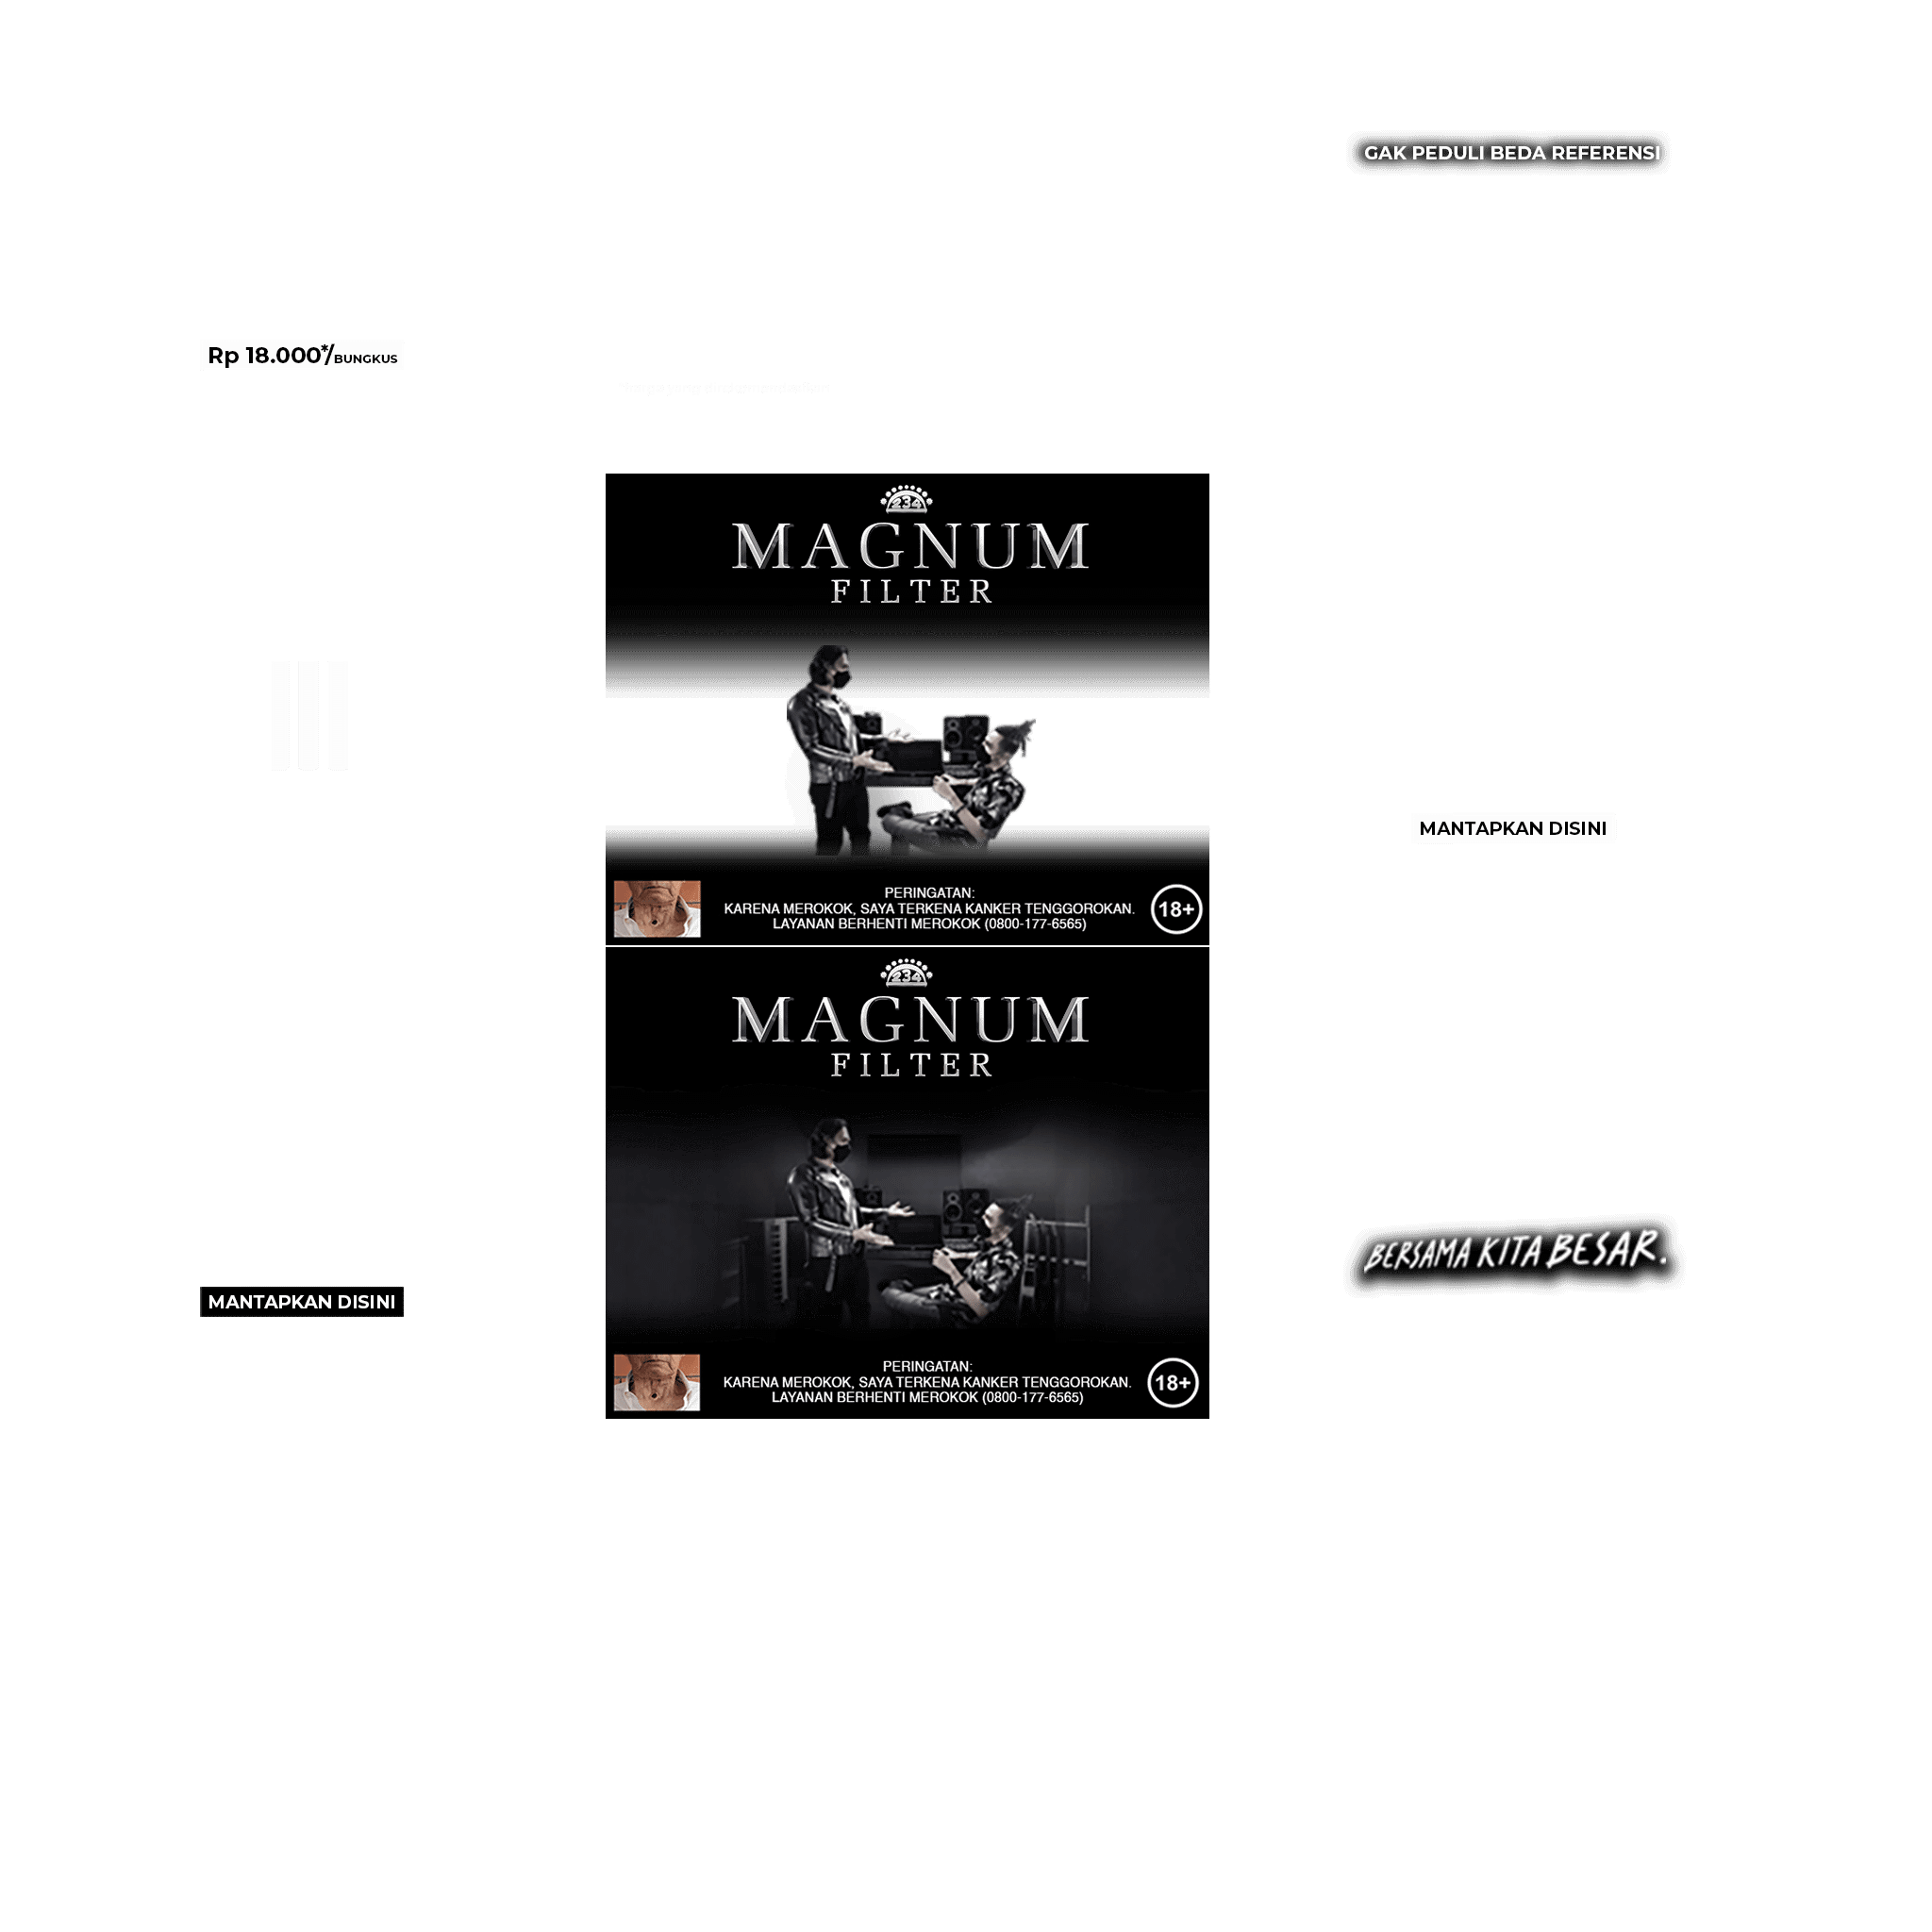 GAK PEDULI BEDA REFERENSI
Rp 18.000*/BUNGKUS
234
MAGNUM
FILTER
PERINGATAN:
KARENA MEROKOK, SAYA TERKENA KANKER TENGGOROKAN.
LAYANAN BERHENTI MEROKOK (0800-177-6565)
18+
MANTAPKAN DISINI
234
MAGNUM
FILTER
BERSAMA KITA BESAR.
MANTAPKAN DISINI
PERINGATAN:
KARENA MEROKOK, SAYA TERKENA KANKER TENGGOROKAN.
LAYANAN BERHENTI MEROKOK (0800-177-6565)
18+